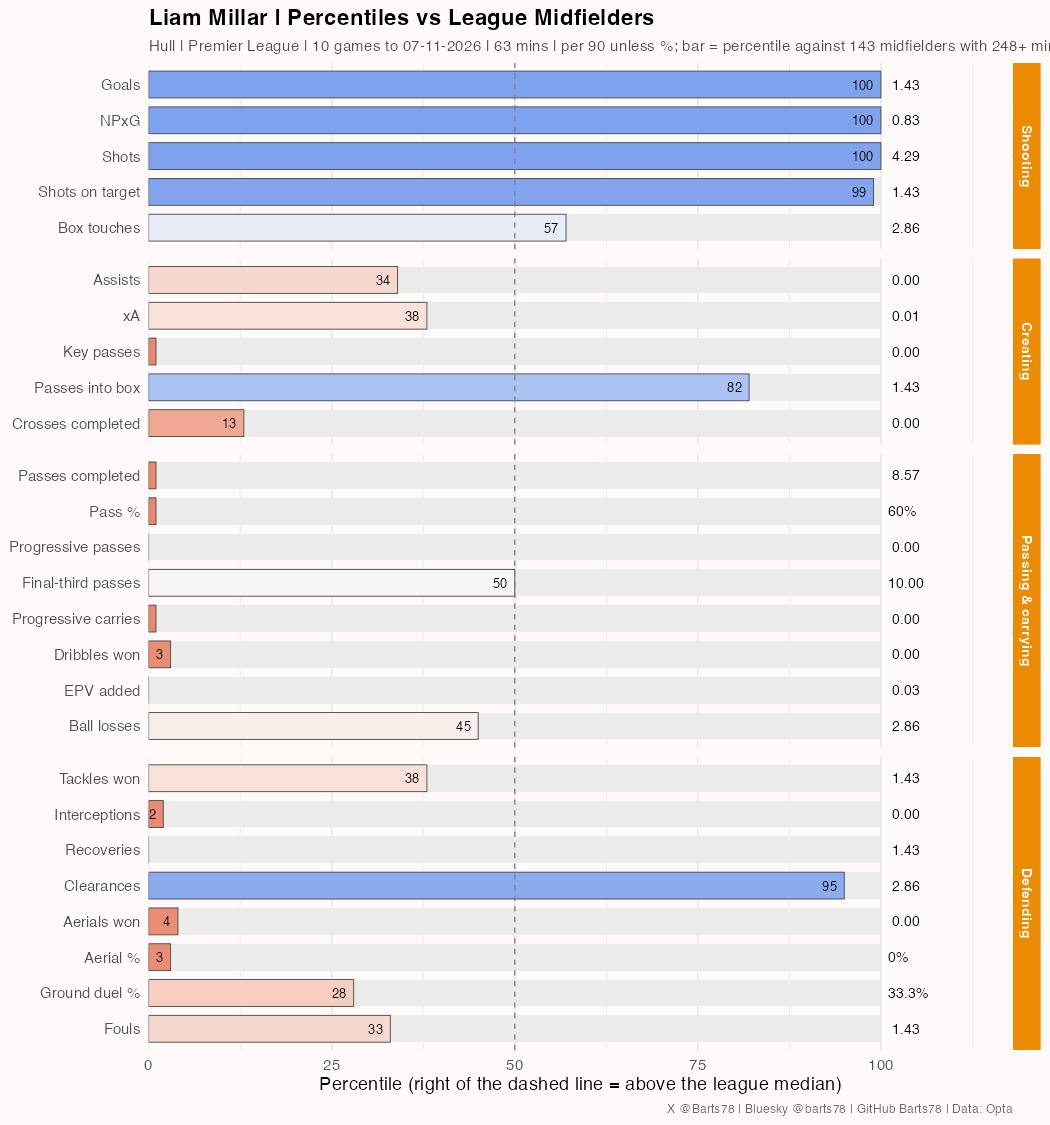 Liam Millar | Percentiles vs League Midfielders
Hull | Premier League | 10 games to 07-11-2026 | 63 mins | per 90 unless %; bar = percentile against 143 midfielders with 248+
Goals 100 1.43
NPxG 100 0.83
Shots 100 4.29
Shots on target 99 1.43
Box touches 57 2.86
Shooting
Assists 34 0.00
xA 38 0.01
Key passes 0.00
Passes into box 82 1.43
Crosses completed 13 0.00
Creating
Passes completed 8.57
Pass % 60%
Progressive passes 0.00
Final-third passes 50 10.00
Progressive carries 0.00
Dribbles won 3 0.00
EPV added 0.03
Ball losses 45 2.86
Passing & carrying
Tackles won 38 1.43
Interceptions 2 0.00
Recoveries 1.43
Clearances 95 2.86
Aerials won 4 0.00
Aerial % 3 0%
Ground duel % 28 33.3%
Fouls 33 1.43
Defending
0 25 50 75 100
Percentile (right of the dashed line = above the league median)
X @Barts78 | Bluesky @barts78 | GitHub Barts78 | Data: Opta